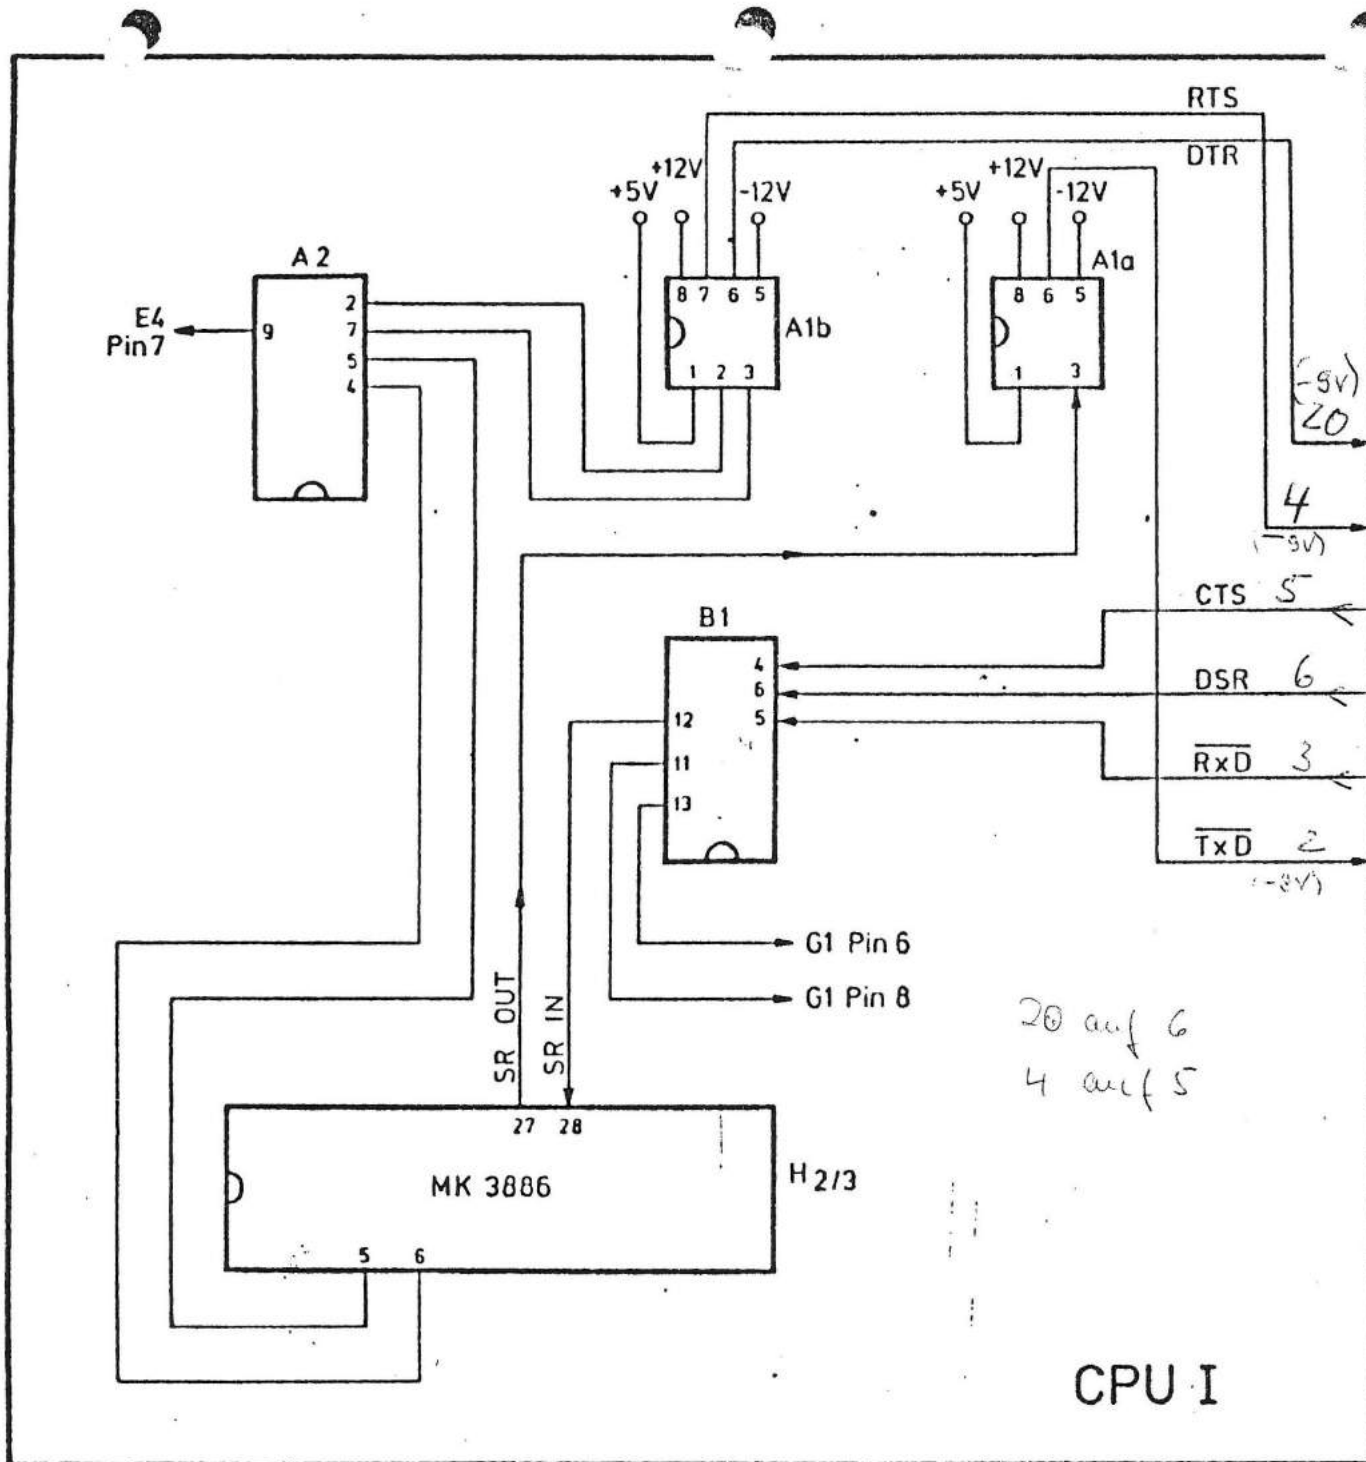 RTS
DTR
+12V
+5V
-12V
+12V
+5V
-12V
A2
A1a
8 7 6 5
8 6 5
2
E4
9
7
A1b
Pin7
5
1 2 3
1 3
4
(-9V)
20
4
(-9V)
CTS 5
B1
4
6
DSR 6
12
5
11
RxD 3
13
TxD 2
G1 Pin 6
G1 Pin 8
SR OUT
SR IN
20 auf 6
4 auf 5
27 28
MK 3886
H 2/3
5 6
CPU I